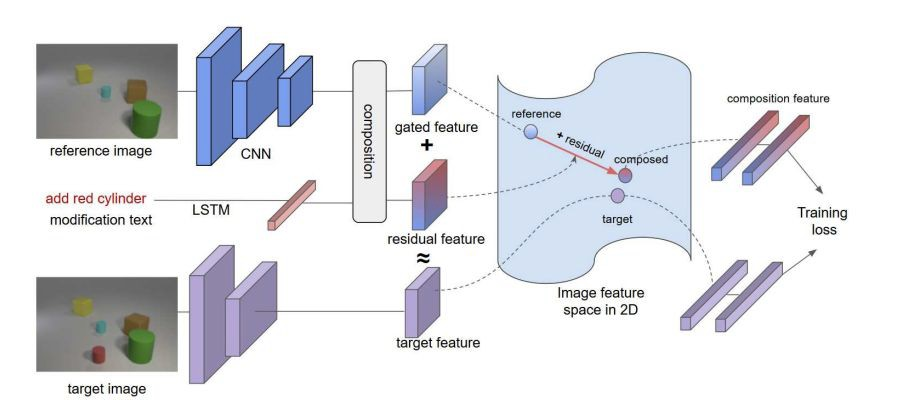 reference image
CNN
composition
gated feature
+
add red cylinder
modification text
LSTM
residual feature
≈
target feature
target image
reference
+ residual
composed
target
Image feature
space in 2D
composition feature
Training
loss